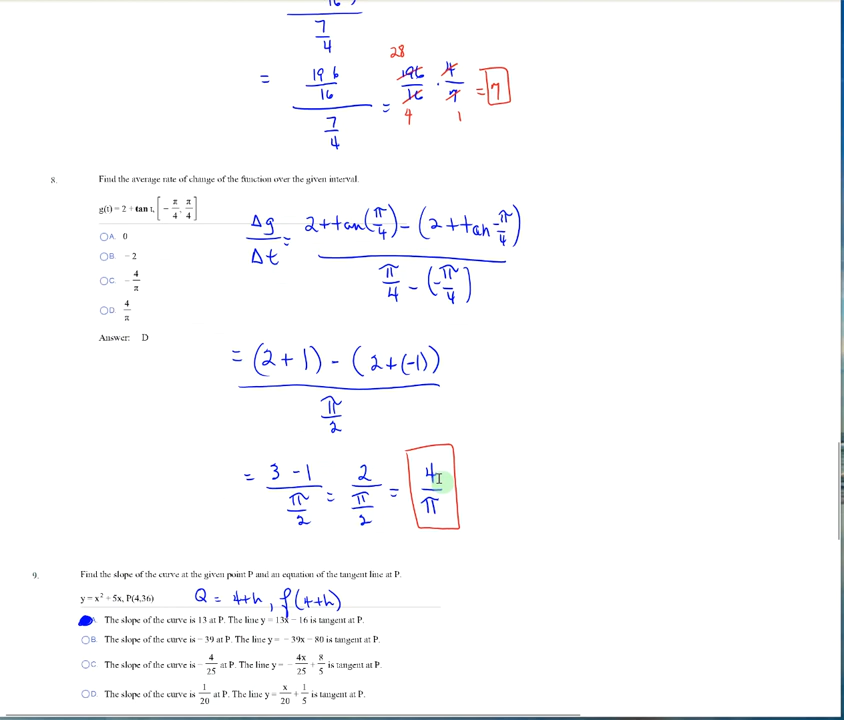 7
4
28
= 196 196 4
16 = 16 · 7 = 7
7 4 1
4
8. Find the average rate of change of the function over the given interval.
g(t) = 2 + tan t, [-π/4, π/4]
Δg/Δt = 2+tan(π/4) - (2+tan -π/4)
π/4 - (-π/4)
A. 0
B. -2
C. -4/π
D. 4/π
Answer: D
= (2+1) - (2+(-1))
π/2
= 3-1 / π/2 = 2 / π/2 = 4/π
9. Find the slope of the curve at the given point P and an equation of the tangent line at P.
y = x² + 5x, P(4,36) Q = 4+h, f(4+h)
The slope of the curve is 13 at P. The line y = 13x - 16 is tangent at P.
B. The slope of the curve is -39 at P. The line y = -39x - 80 is tangent at P.
C. The slope of the curve is -4/25 at P. The line y = -4x/25 + 8/5 is tangent at P.
D. The slope of the curve is 1/20 at P. The line y = x/20 + 1/5 is tangent at P.